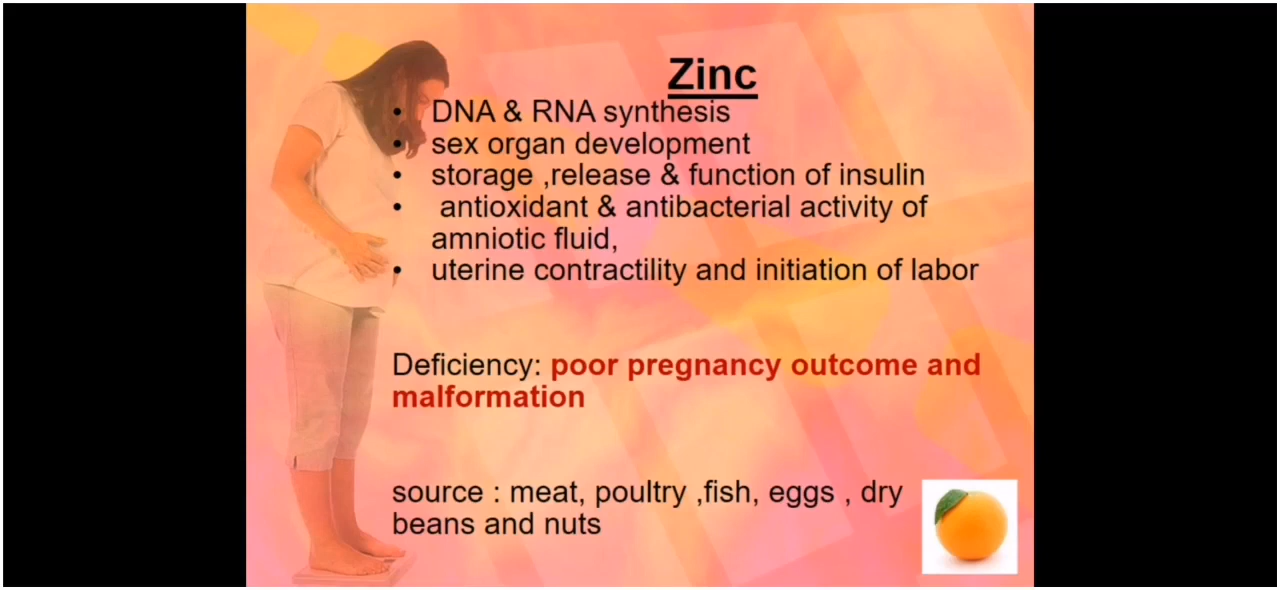 Zinc
• DNA & RNA synthesis
• sex organ development
• storage ,release & function of insulin
• antioxidant & antibacterial activity of
amniotic fluid,
• uterine contractility and initiation of labor
Deficiency: poor pregnancy outcome and
malformation
source : meat, poultry ,fish, eggs , dry
beans and nuts